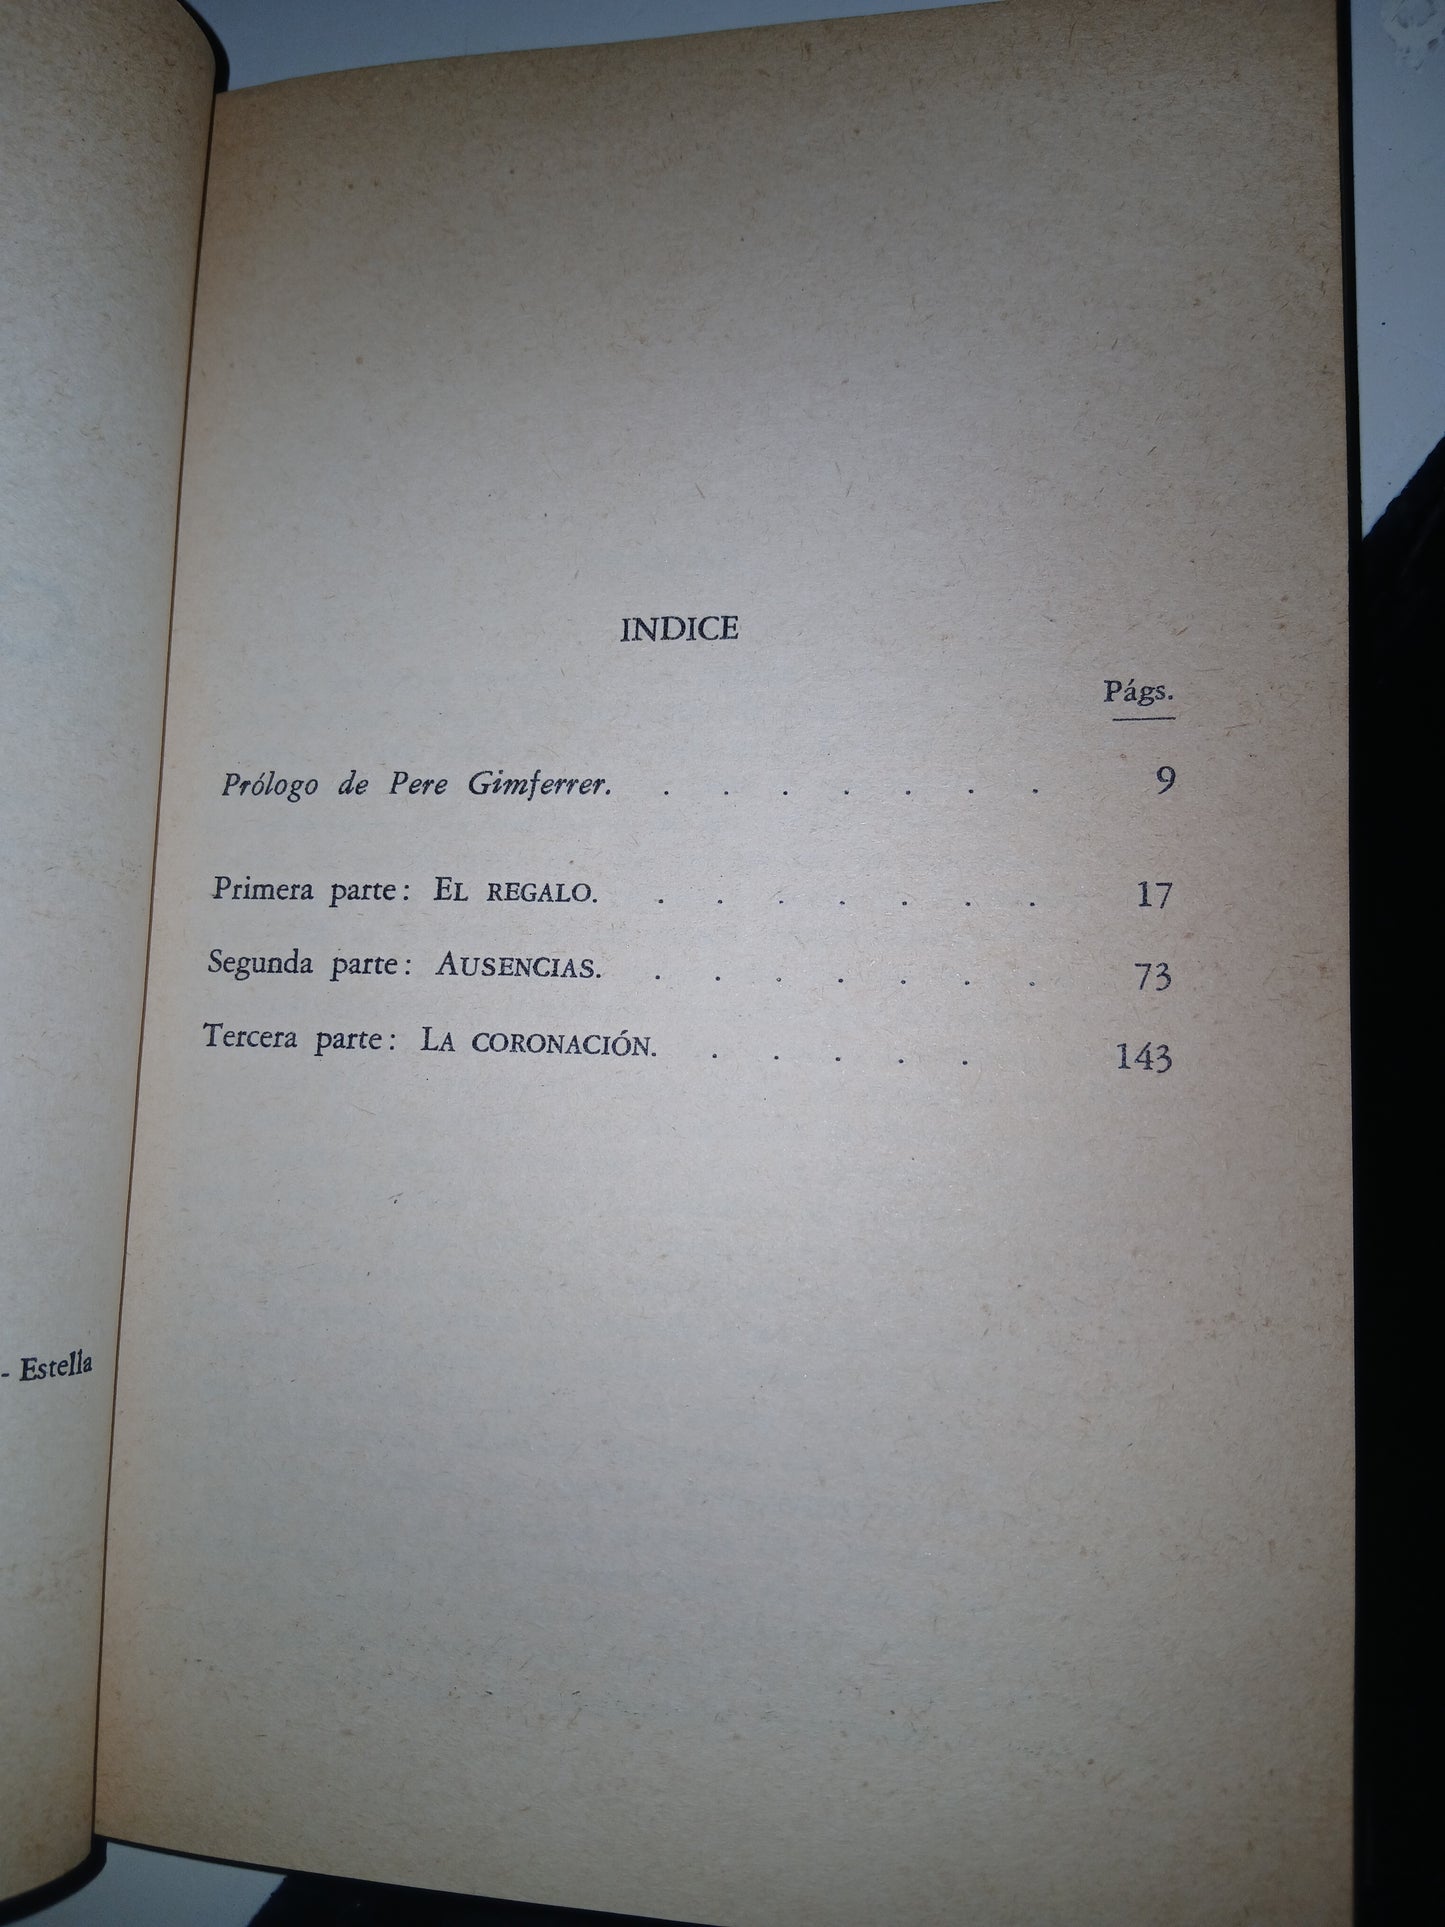 - Estella
INDICE
Págs.
Prólogo de Pere Gimferrer. . . . . . . . 9
Primera parte: EL REGALO. . . . . . . . 17
Segunda parte: AUSENCIAS. . . . . . . . 73
Tercera parte: LA CORONACIÓN. . . . . . 143